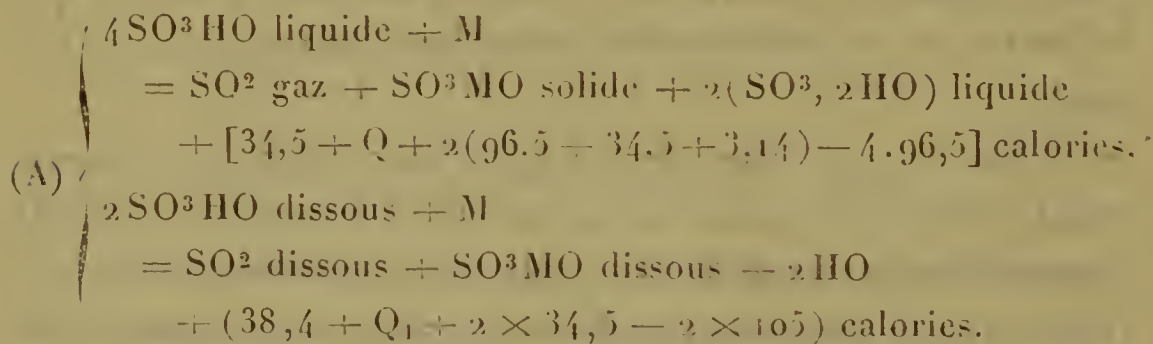 4SO³HO liquide + M
= SO² gaz + SO³MO solide + 2(SO³, 2HO) liquide
+ [34,5 + Q + 2(96.5 + 34.5 + 3,14) — 4.96,5] calories.
(A)
2SO³HO dissous + M
= SO² dissous + SO³MO dissous + 2HO
+ (38,4 + Q₁ + 2 × 34,5 — 2 × 105) calories.